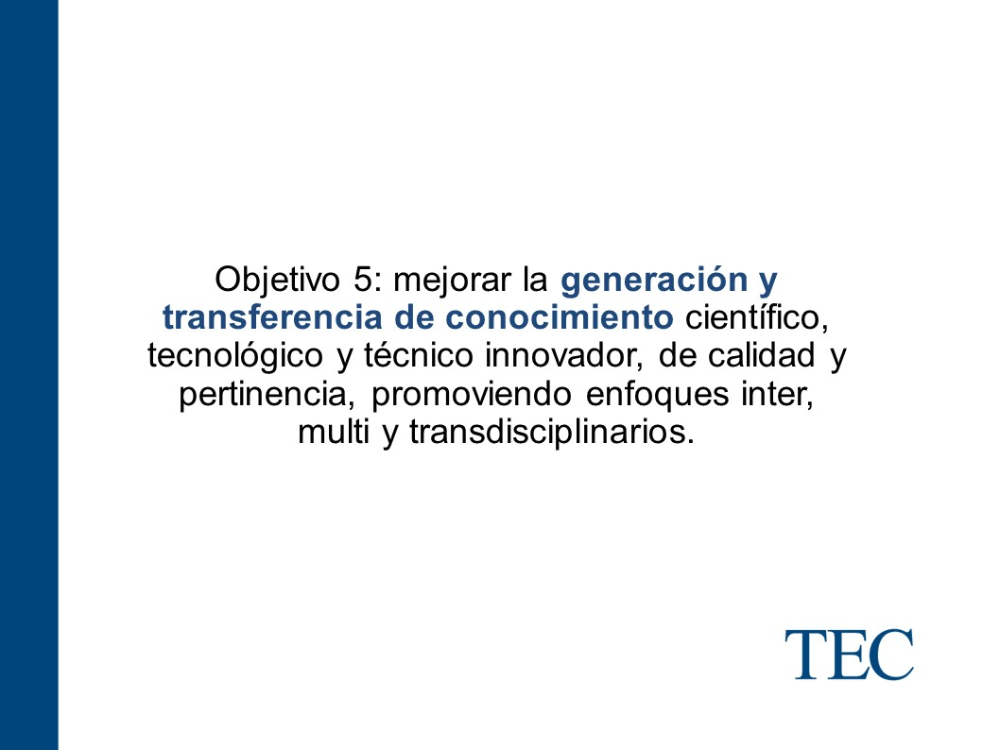 Objetivo 5: mejorar la generación y
transferencia de conocimiento científico,
tecnológico y técnico innovador, de calidad y
pertinencia, promoviendo enfoques inter,
multi y transdisciplinarios.
TEC